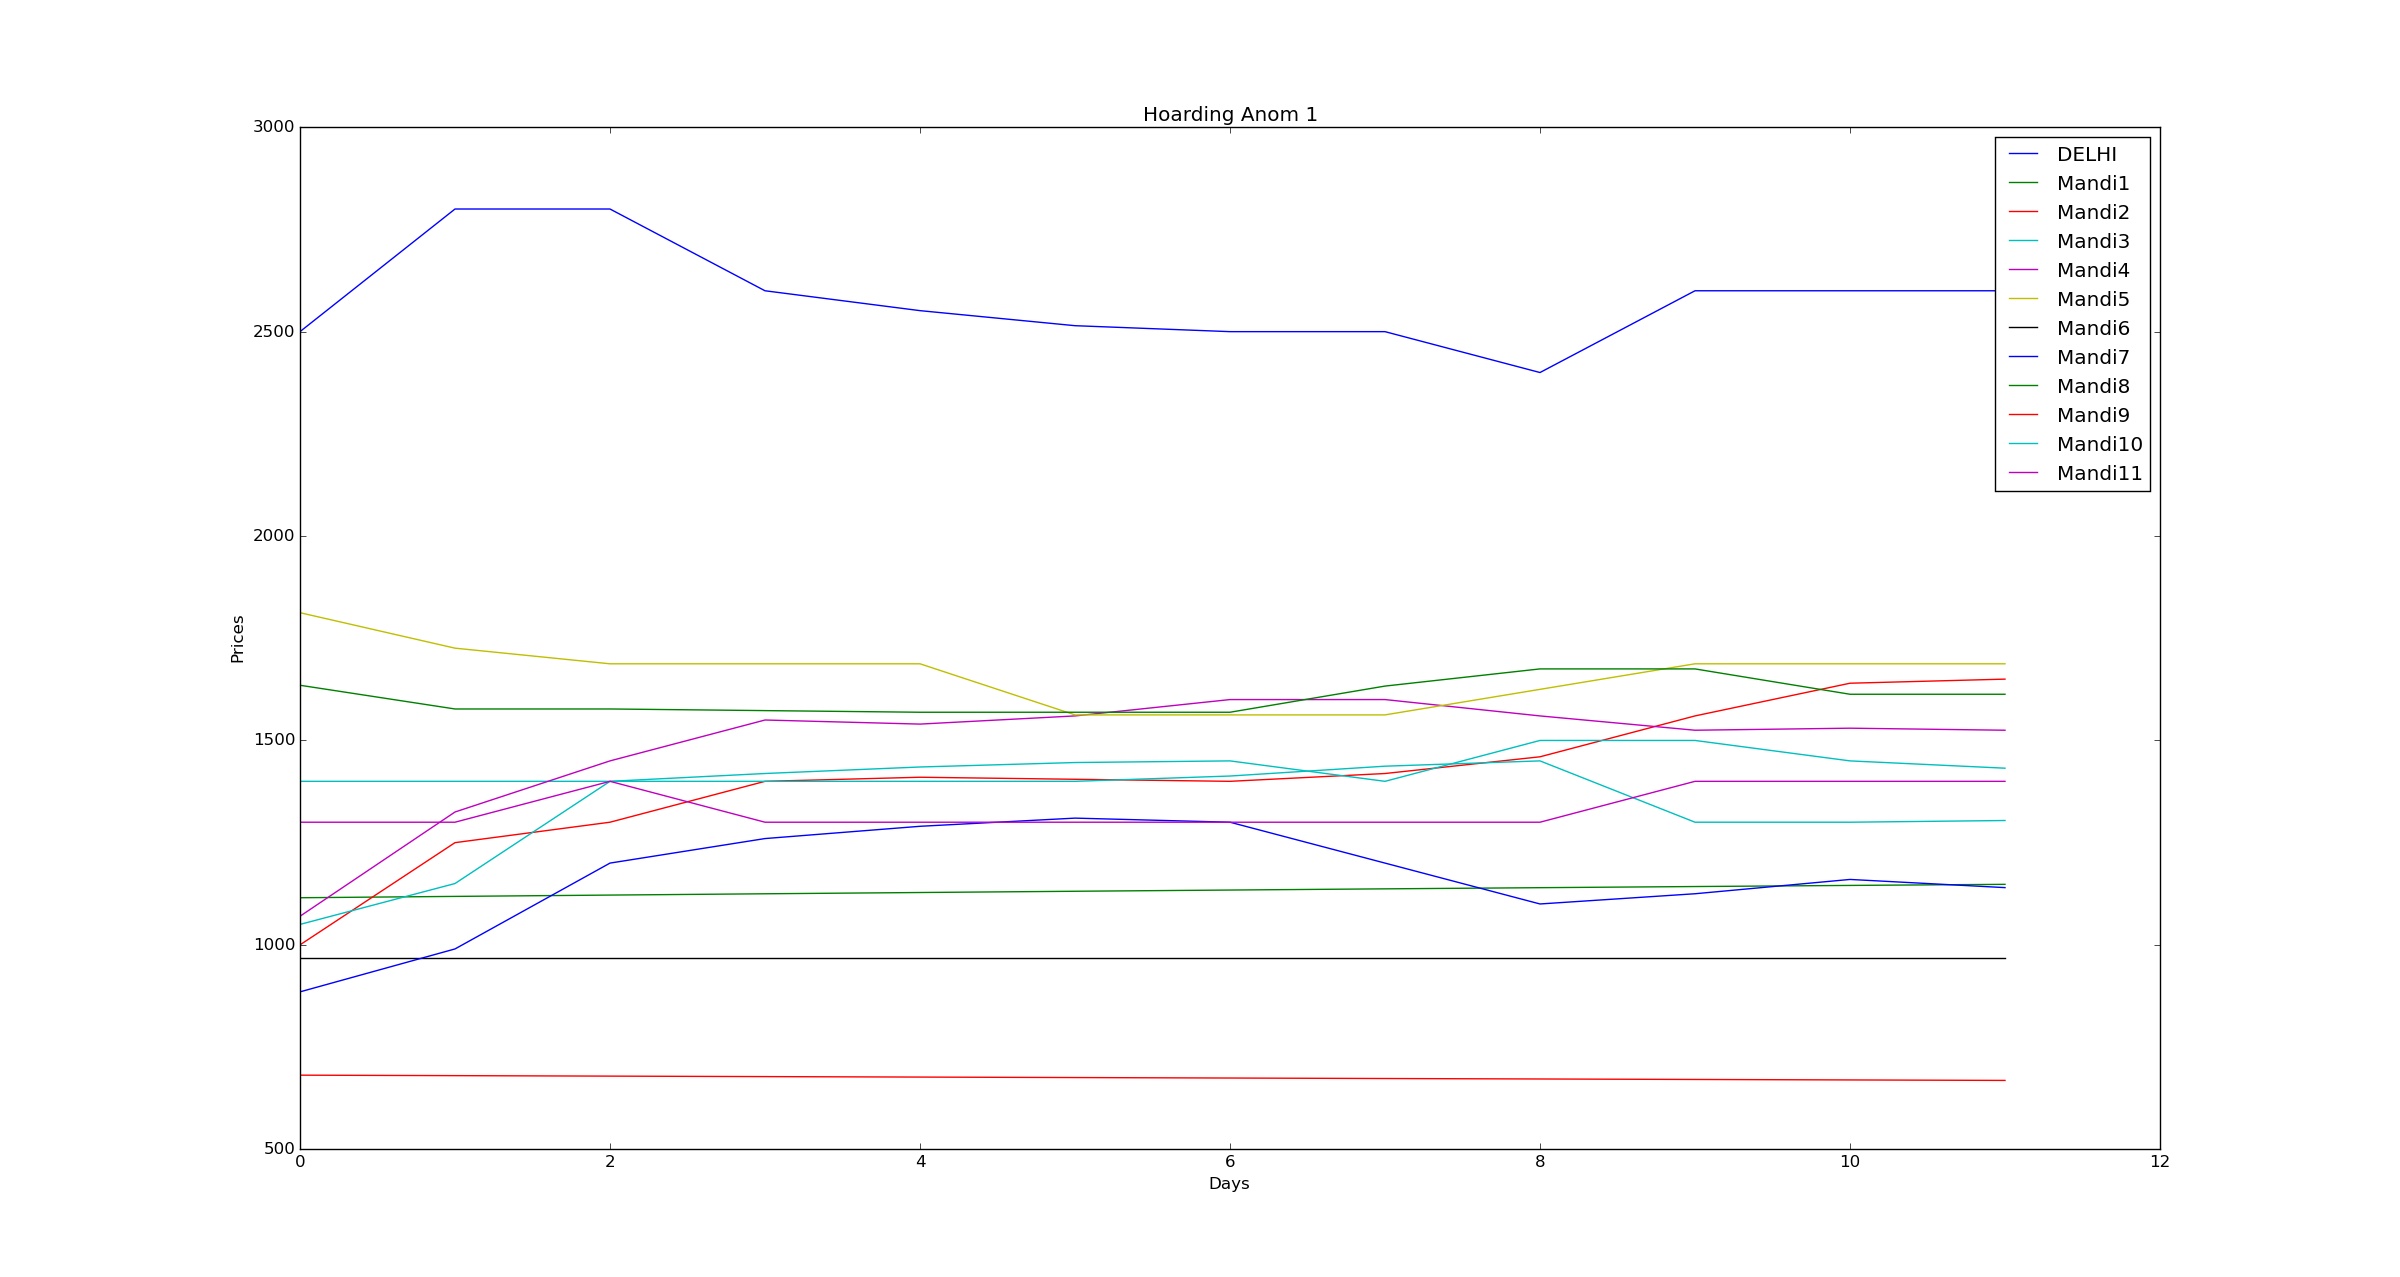 Hoarding Anom 1
3000
2500
2000
1500
1000
500
Prices
0 2 4 6 8 10 12
Days
DELHI
Mandi1
Mandi2
Mandi3
Mandi4
Mandi5
Mandi6
Mandi7
Mandi8
Mandi9
Mandi10
Mandi11